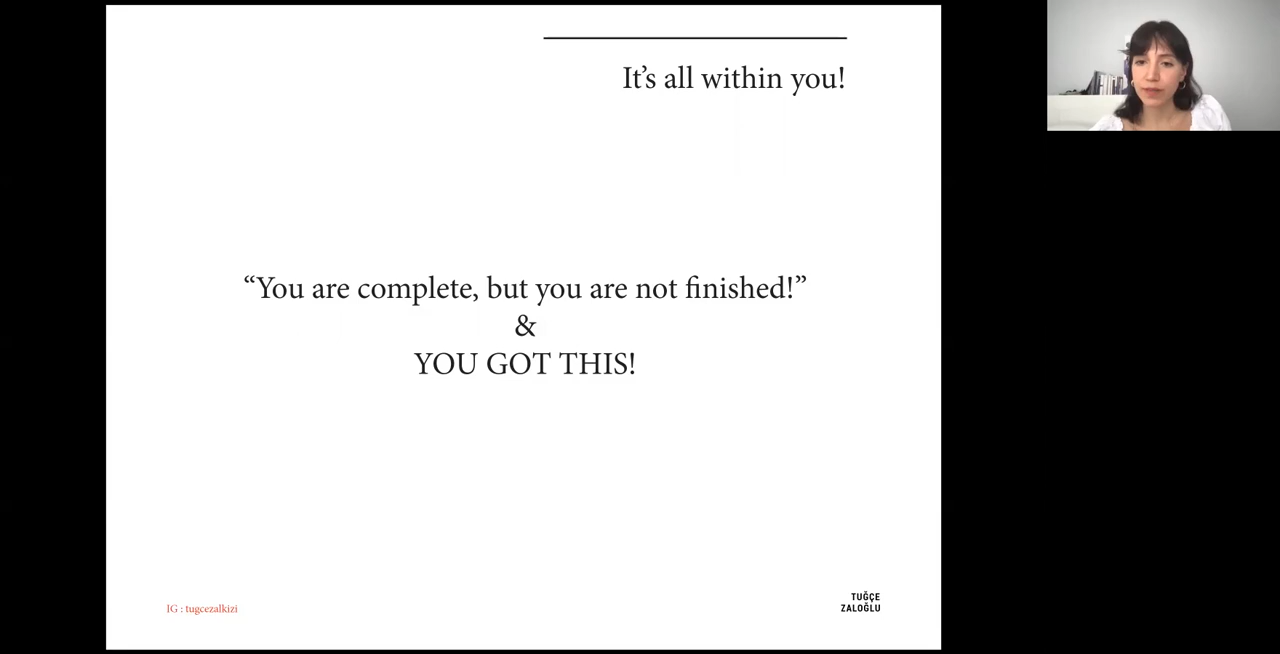 It’s all within you!
“You are complete, but you are not finished!”
&
YOU GOT THIS!
IG : tugcezalkizi
TUĞÇE
ZALOĞLU